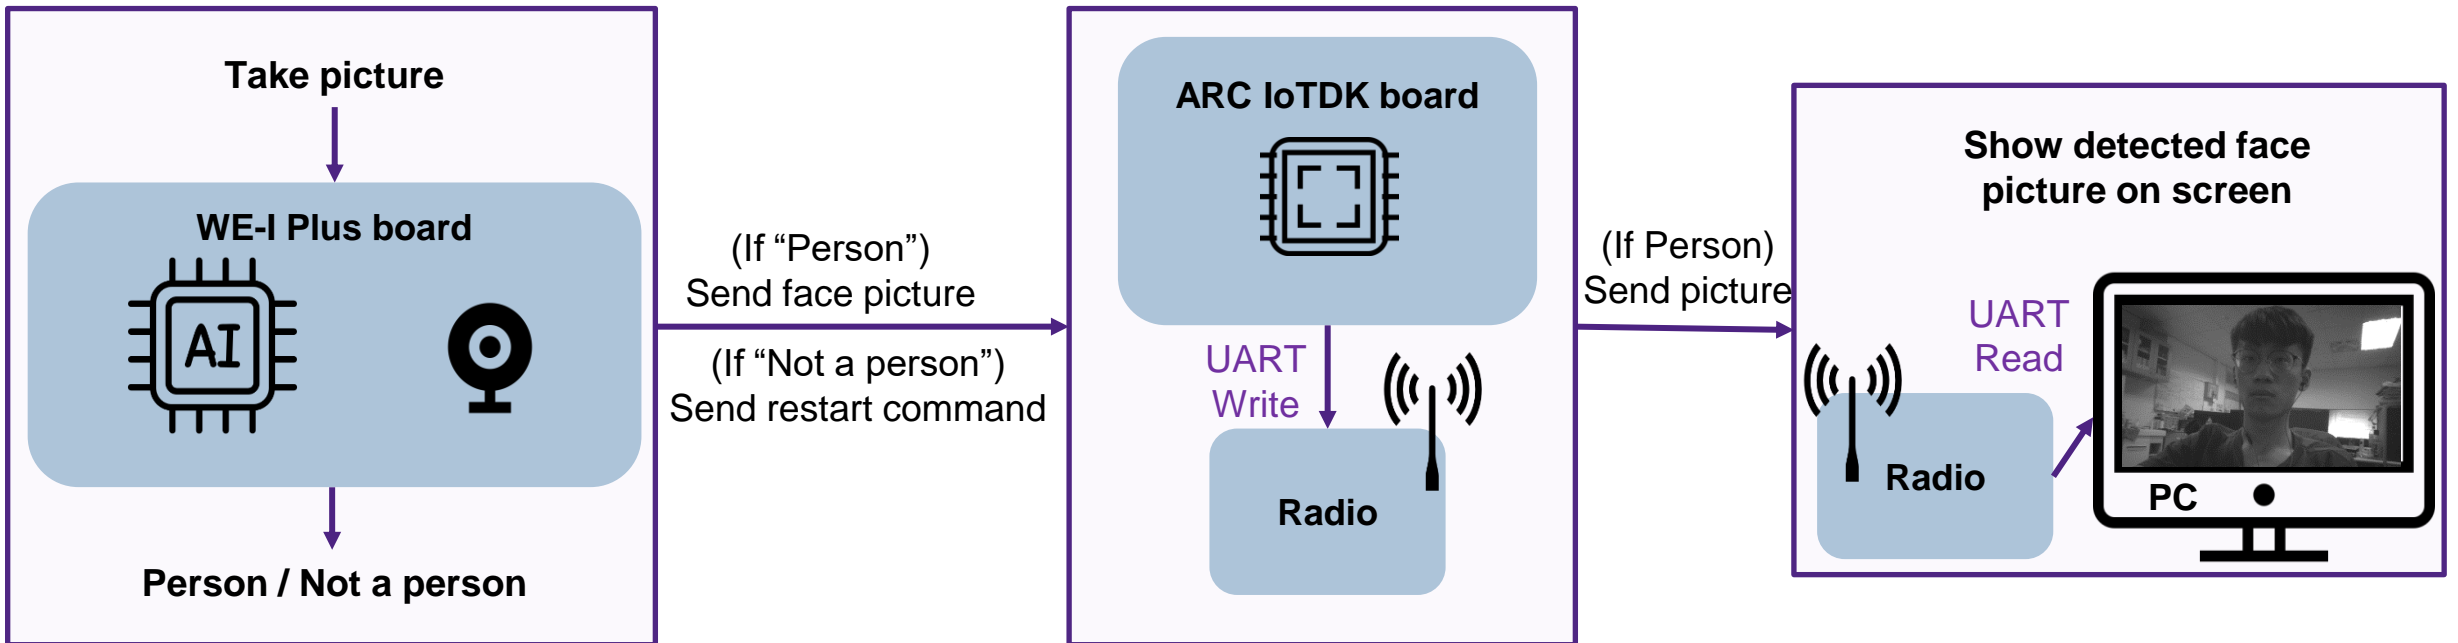 Take picture
WE-I Plus board
AI
Person / Not a person
(If “Person”)
Send face picture
(If “Not a person”)
Send restart command
ARC IoTDK board
UART
Write
Radio
(If Person)
Send picture
Show detected face
picture on screen
UART
Read
Radio
PC